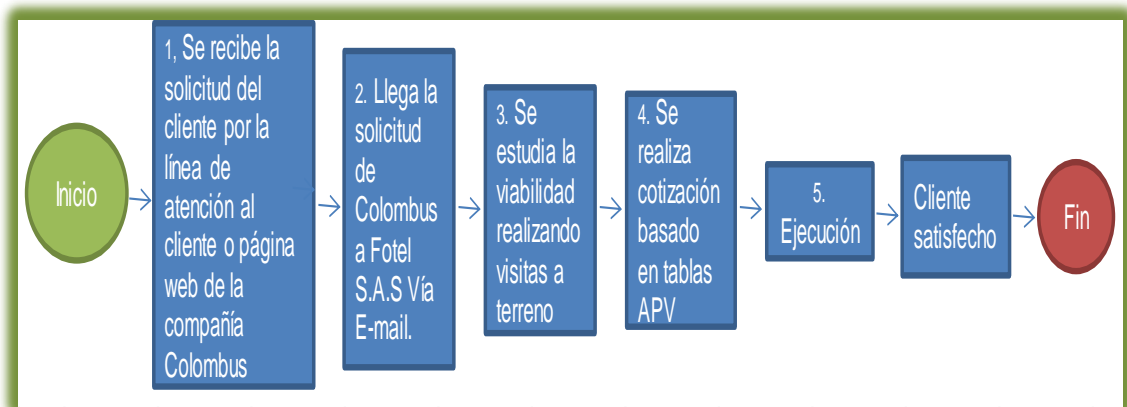 Inicio
1, Se recibe la
solicitud del
cliente por la
línea de
atención al
cliente o página
web de la
compañía
Colombus
2. Llega la
solicitud
de
Colombus
a Fotel
S.A.S Vía
E-mail.
3. Se
estudia la
viabilidad
realizando
visitas a
terreno
4. Se
realiza
cotización
basado
en tablas
APV
5.
Ejecución
Cliente
satisfecho
Fin